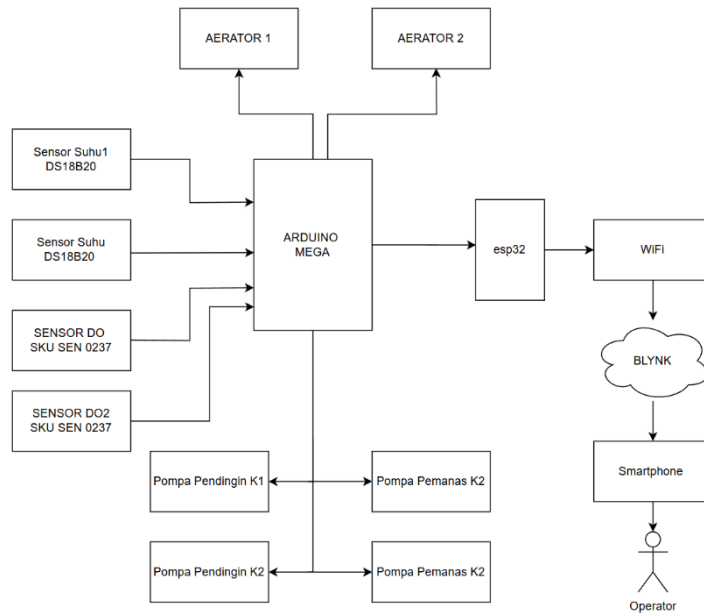 AERATOR 1
AERATOR 2
Sensor Suhu1
DS18B20
Sensor Suhu
DS18B20
SENSOR DO
SKU SEN 0237
SENSOR DO2
SKU SEN 0237
ARDUINO
MEGA
esp32
WiFi
BLYNK
Smartphone
Operator
Pompa Pendingin K1
Pompa Pemanas K2
Pompa Pendingin K2
Pompa Pemanas K2